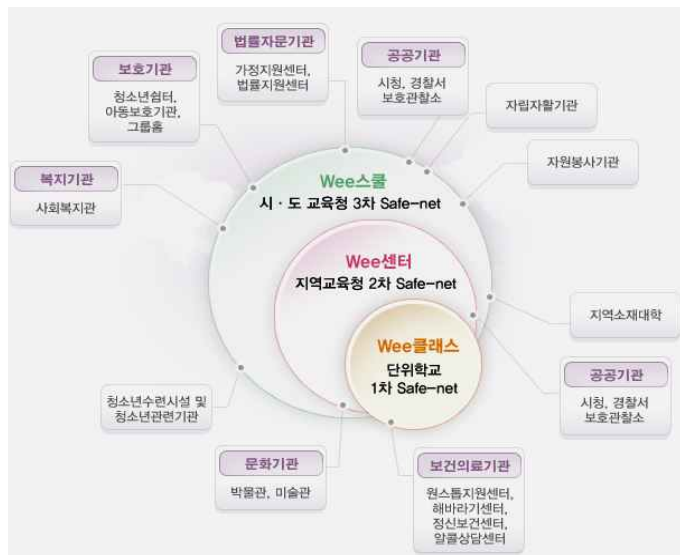 법률자문기관
가정지원센터,
법률지원센터
공공기관
시청, 경찰서
보호관찰소
보호기관
청소년쉼터,
아동보호기관,
그룹홈
자립자활기관
자원봉사기관
복지기관
사회복지관
Wee스쿨
시 · 도 교육청 3차 Safe-net
Wee센터
지역교육청 2차 Safe-net
지역소재대학
Wee클래스
단위학교
1차 Safe-net
공공기관
시청, 경찰서
보호관찰소
청소년수련시설 및
청소년관련기관
문화기관
박물관, 미술관
보건의료기관
원스톱지원센터,
해바라기센터,
정신보건센터,
알콜상담센터